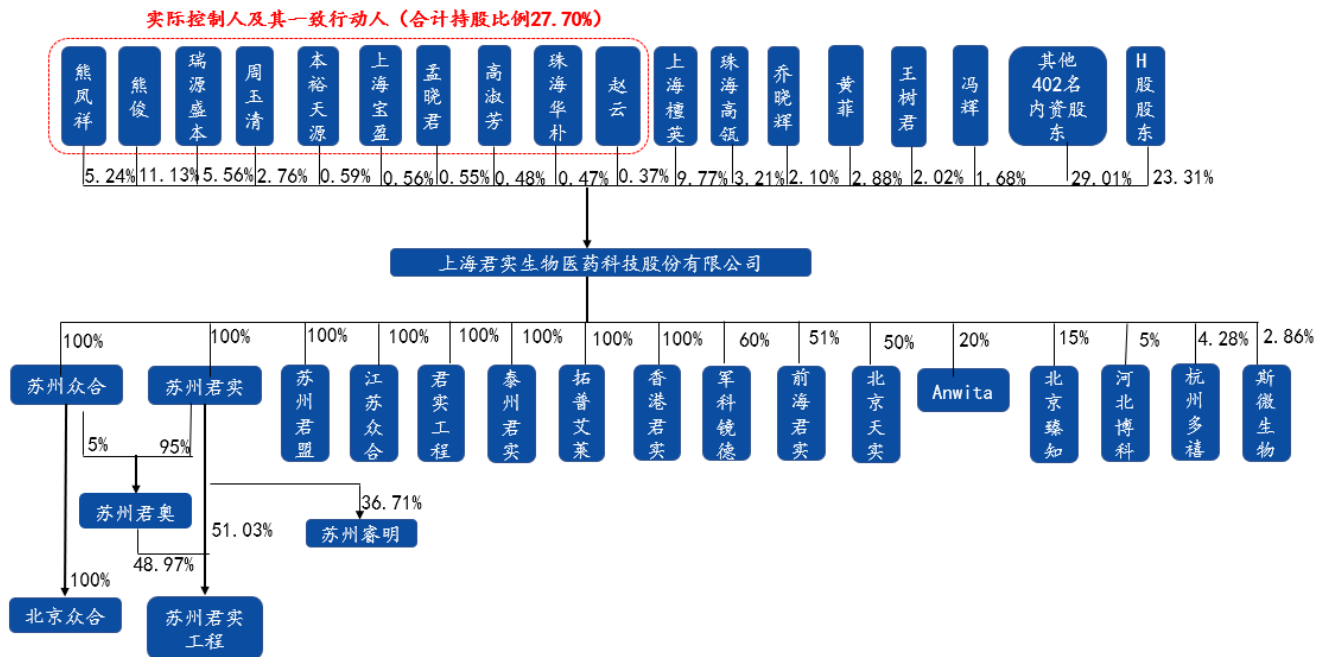 实际控制人及其一致行动人（合计持股比例27.70%）
熊凤祥
熊俊
瑞源盛本
周玉清
本裕天源
上海宝盈
孟晓君
高淑芳
珠海华朴
赵云
上海檀英
珠海高瓴
乔晓辉
黄菲
王树君
冯辉
其他
402名
内资股
东
H股股东
5.24%
11.13%
5.56%
2.76%
0.59%
0.56%
0.55%
0.48%
0.47%
0.37%
9.77%
3.21%
2.10%
2.88%
2.02%
1.68%
29.01%
23.31%
上海君实生物医药科技股份有限公司
100%
100%
100%
100%
100%
100%
100%
100%
60%
51%
50%
20%
15%
5%
4.28%
2.86%
苏州众合
苏州君实
苏州君盟
江苏众合
君实工程
泰州君实
拓普艾莱
香港君实
军科镜德
前海君实
北京天实
Anwita
北京臻知
河北博科
杭州多禧
斯微生物
5%
95%
苏州君奥
36.71%
苏州睿明
51.03%
48.97%
100%
北京众合
苏州君实
工程